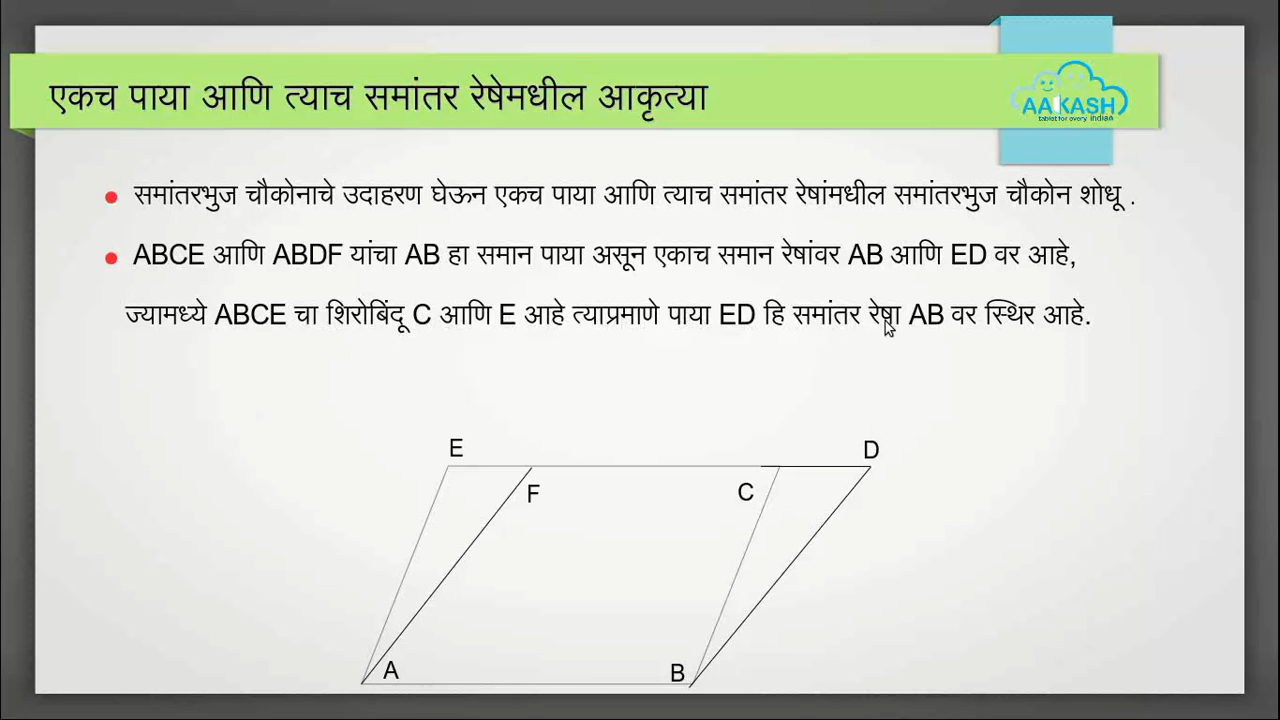 एकच पाया आणि त्याच समांतर रेषेमधील आकृत्या
AAKASH
tablet for every indian
समांतरभुज चौकोनाचे उदाहरण घेऊन एकच पाया आणि त्याच समांतर रेषांमधील समांतरभुज चौकोन शोधू .
ABCE आणि ABDF यांचा AB हा समान पाया असून एकाच समान रेषांवर AB आणि ED वर आहे,
ज्यामध्ये ABCE चा शिरोबिंदू C आणि E आहे त्याप्रमाणे पाया ED हि समांतर रेषा AB वर स्थिर आहे.
E
D
F
C
A
B